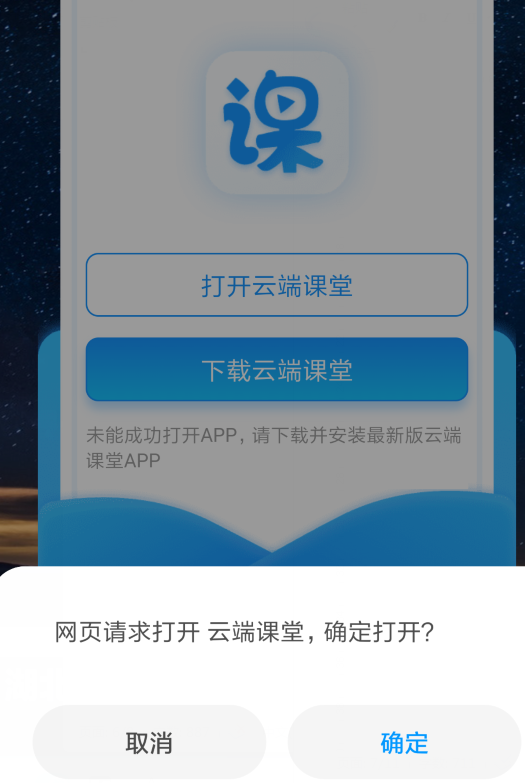 课
打开云端课堂
下载云端课堂
未能成功打开APP，请下载并安装最新版云端
课堂APP
网页请求打开 云端课堂，确定打开?
取消
确定